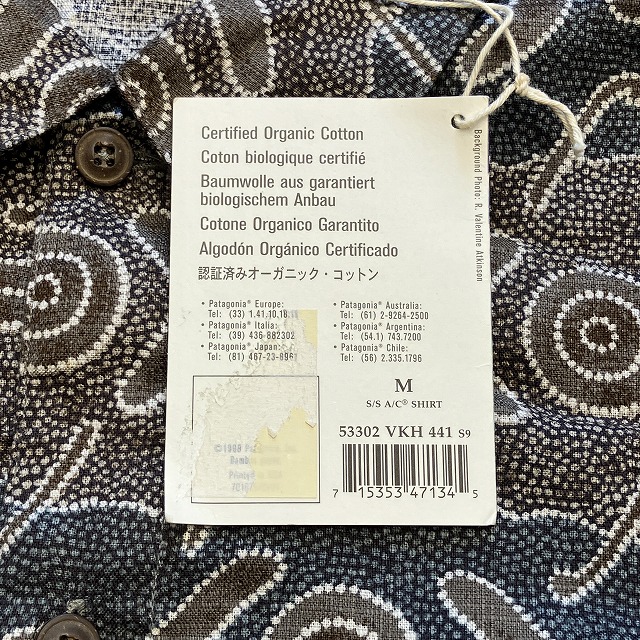 Certified Organic Cotton
Coton biologique certifié
Baumwolle aus garantiert
biologischem Anbau
Cotone Organico Garantito
Algodón Orgánico Certificado
認証済みオーガニック・コットン
• Patagonia® Europe:
Tel: (33) 1.41.10.18.
• Patagonia® Italia:
Tel: (39) 436-882302
• Patagonia® Japan:
Tel: (81) 467-23-8961
• Patagonia® Australia:
Tel: (61) 2-9264-2500
• Patagonia® Argentina:
Tel: (54.1) 743.7200
• Patagonia® Chile:
Tel: (56) 2.335.1796
M
S/S A/C® SHIRT
53302 VKH 441 S9
7 15353 47134 5
Background Photo: R. Valentine Atkinson
©1998
Printed